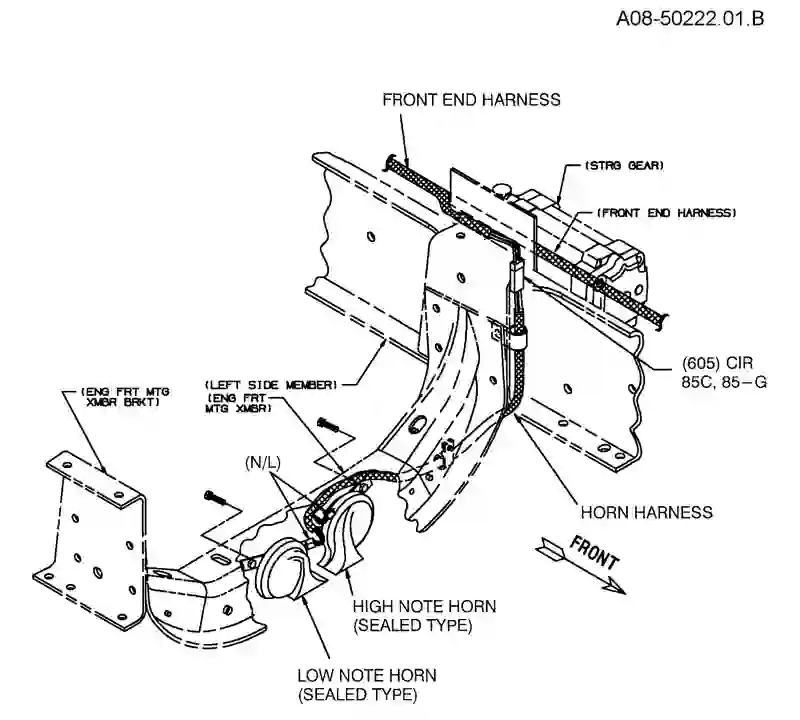 A08-50222.01.B
FRONT END HARNESS
(STRG GEAR)
(FRONT END HARNESS)
(605) CIR
85C, 85-G
(LEFT SIDE MEMBER)
(ENG FRT
MTG XMBR)
(ENG FRT MTG
XMBR BRKT)
(N/L)
HORN HARNESS
FRONT
HIGH NOTE HORN
(SEALED TYPE)
LOW NOTE HORN
(SEALED TYPE)